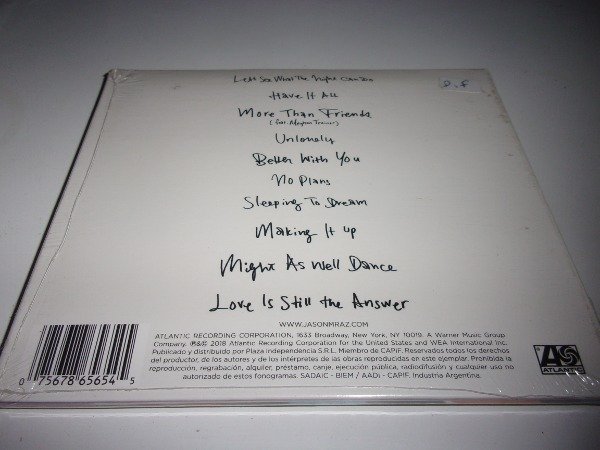 Let's See What The Night Can Do
Have It All
More Than Friends
(feat. Meghan Trainor)
Unlonely
Better With You
No Plans
Sleeping To Dream
Making It Up
Might As Well Dance
Love Is Still the Answer
WWW.JASONMRAZ.COM
ATLANTIC RECORDING CORPORATION, 1633 Broadway, New York, NY 10019. A Warner Music Group
Company. ℗&© 2018 Atlantic Recording Corporation for the United States and WEA International Inc.
Publicado y distribuido por Plaza Independencia S.R.L. Miembro de CAPIF. Reservados todos los derechos
del productor, de los autores y de los intérpretes de las obras reproducidas en este ejemplar. Prohibida la
reproducción, regrabación, alquiler, préstamo, canje, ejecución pública, radiodifusión y cualquier uso no
autorizado de estos fonogramas. SADAIC - BIEM / AADI - CAPIF. Industria Argentina.
0 75678 65654 5
ATLANTIC